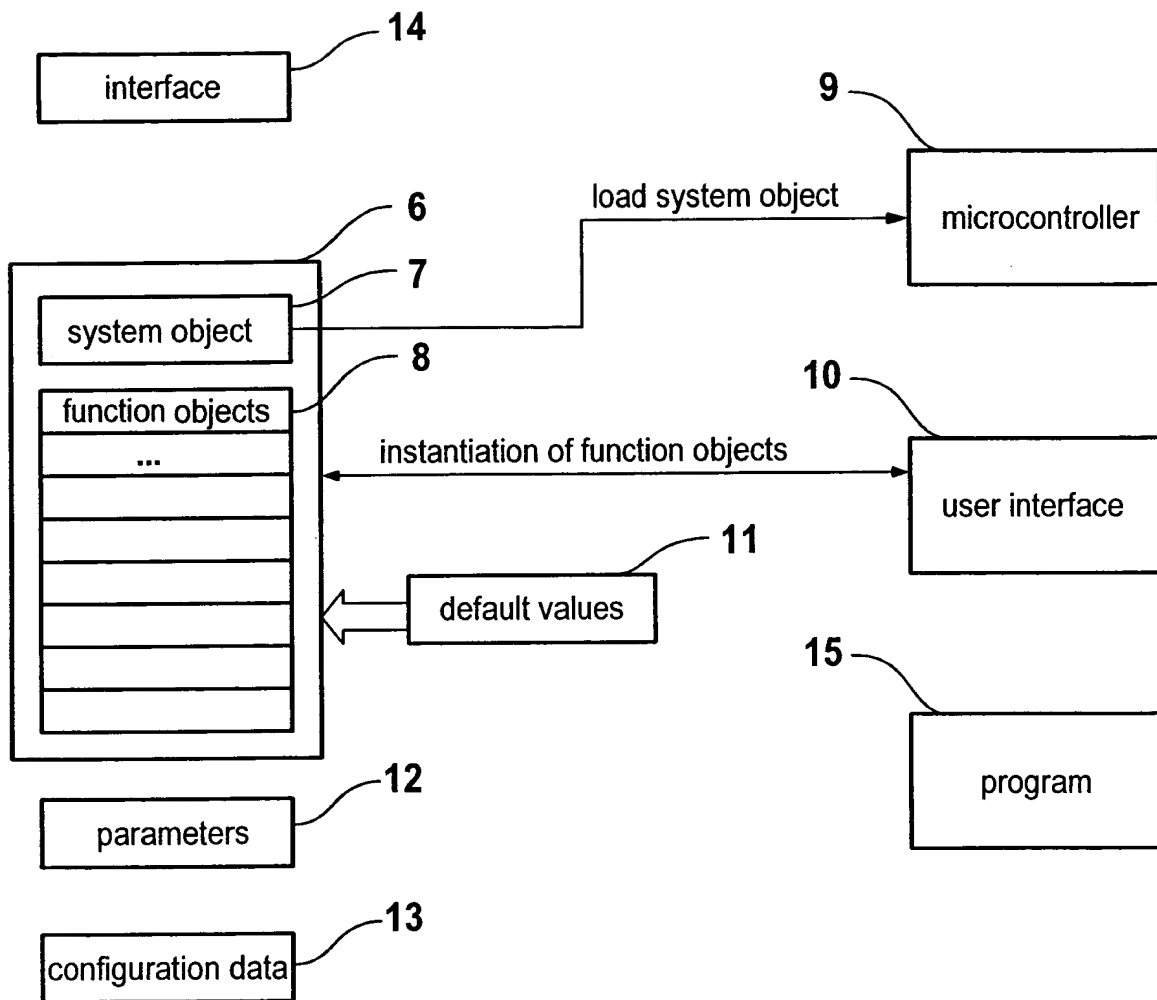 14
interface
9
load system object
microcontroller
6
7
system object
8
function objects
...
10
instantiation of function objects
user interface
11
default values
15
program
12
parameters
13
configuration data